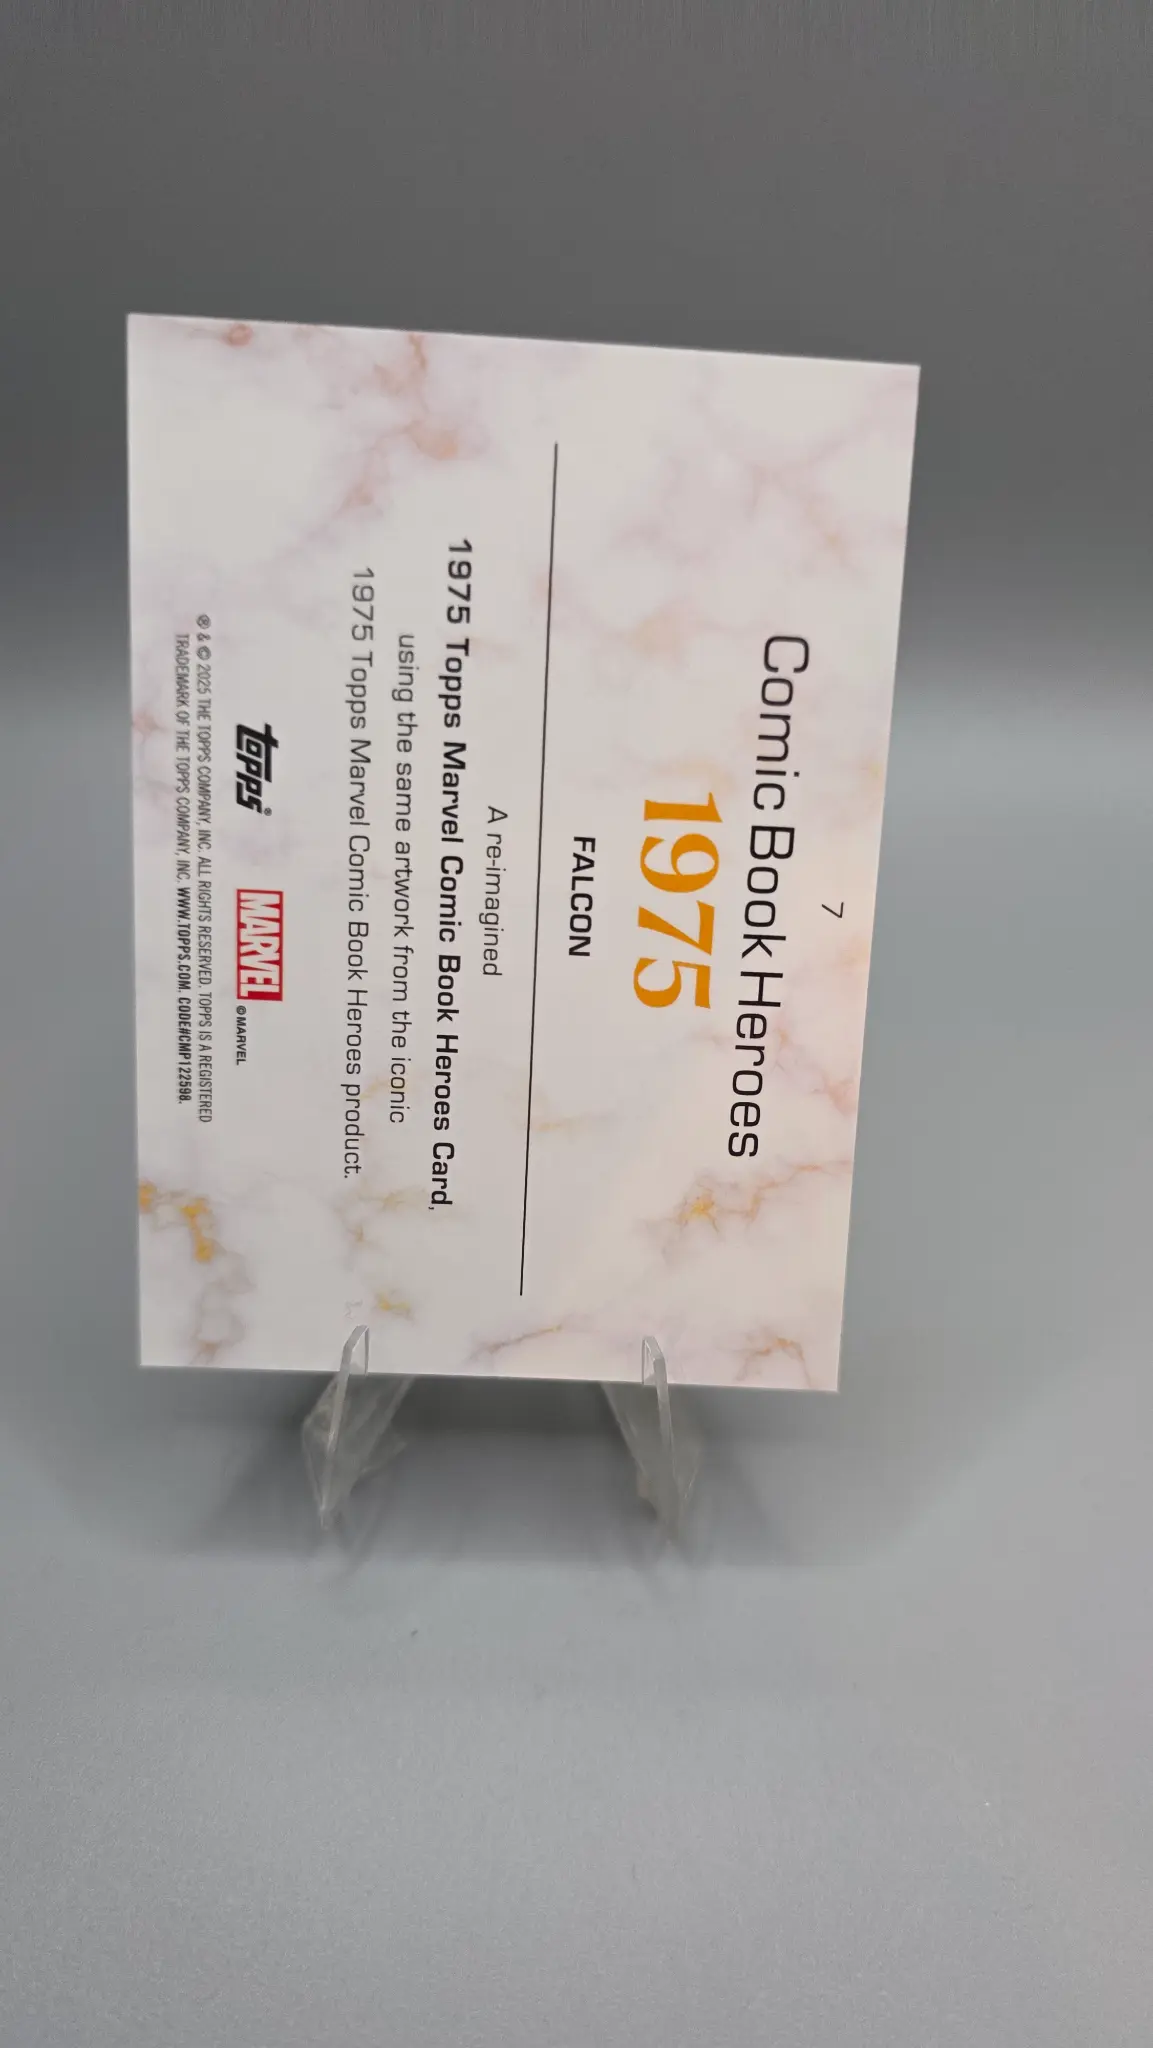 7
Comic Book Heroes
1975
FALCON
A re-imagined
1975 Topps Marvel Comic Book Heroes Card,
using the same artwork from the iconic
1975 Topps Marvel Comic Book Heroes product.
topps® MARVEL ©MARVEL
® & © 2025 THE TOPPS COMPANY, INC. ALL RIGHTS RESERVED. TOPPS IS A REGISTERED
TRADEMARK OF THE TOPPS COMPANY, INC. WWW.TOPPS.COM. CODE#CMP122598.